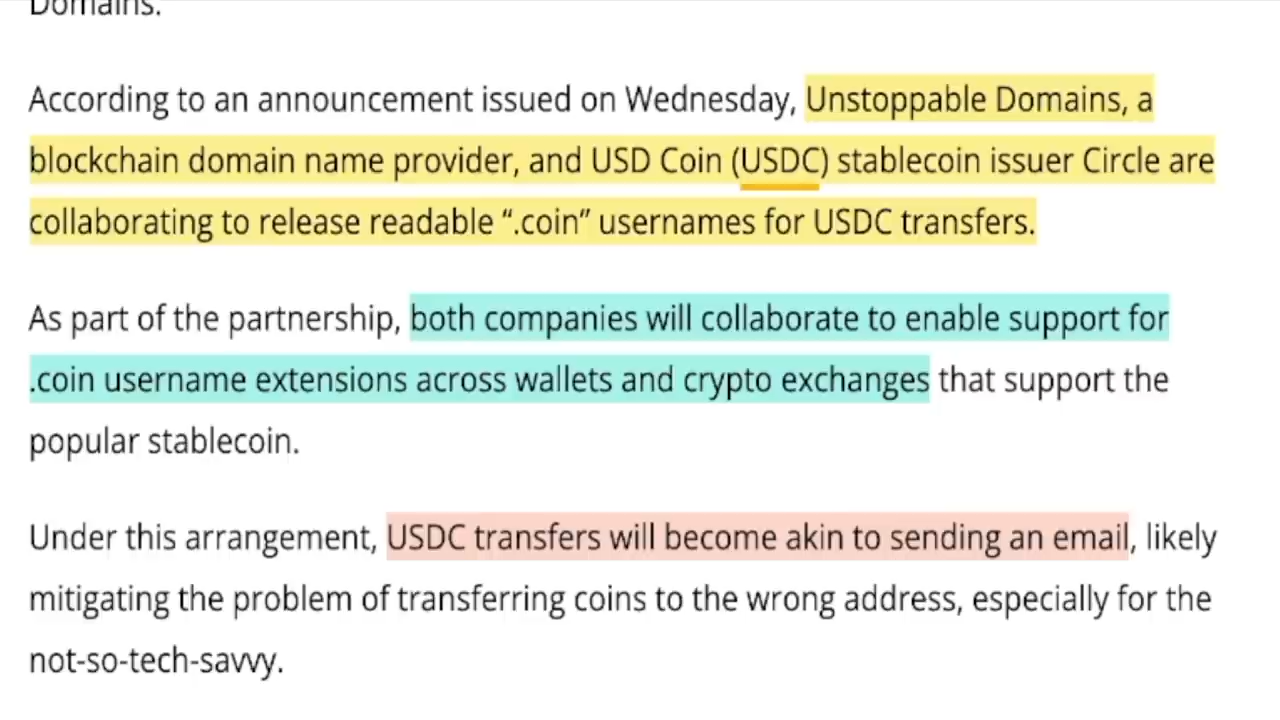 Domains.
According to an announcement issued on Wednesday, Unstoppable Domains, a
blockchain domain name provider, and USD Coin (USDC) stablecoin issuer Circle are
collaborating to release readable “.coin” usernames for USDC transfers.
As part of the partnership, both companies will collaborate to enable support for
.coin username extensions across wallets and crypto exchanges that support the
popular stablecoin.
Under this arrangement, USDC transfers will become akin to sending an email, likely
mitigating the problem of transferring coins to the wrong address, especially for the
not-so-tech-savvy.